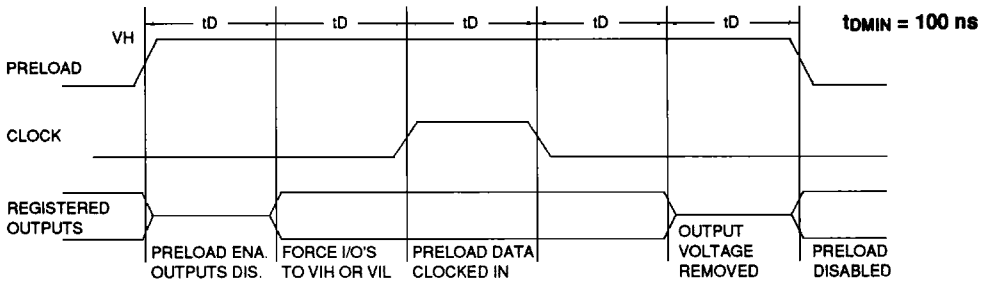 tD tD tD tD tD tDMIN = 100 ns
VH
PRELOAD
CLOCK
REGISTERED
OUTPUTS
PRELOAD ENA.
OUTPUTS DIS.
FORCE I/O'S
TO VIH OR VIL
PRELOAD DATA
CLOCKED IN
OUTPUT
VOLTAGE
REMOVED
PRELOAD
DISABLED